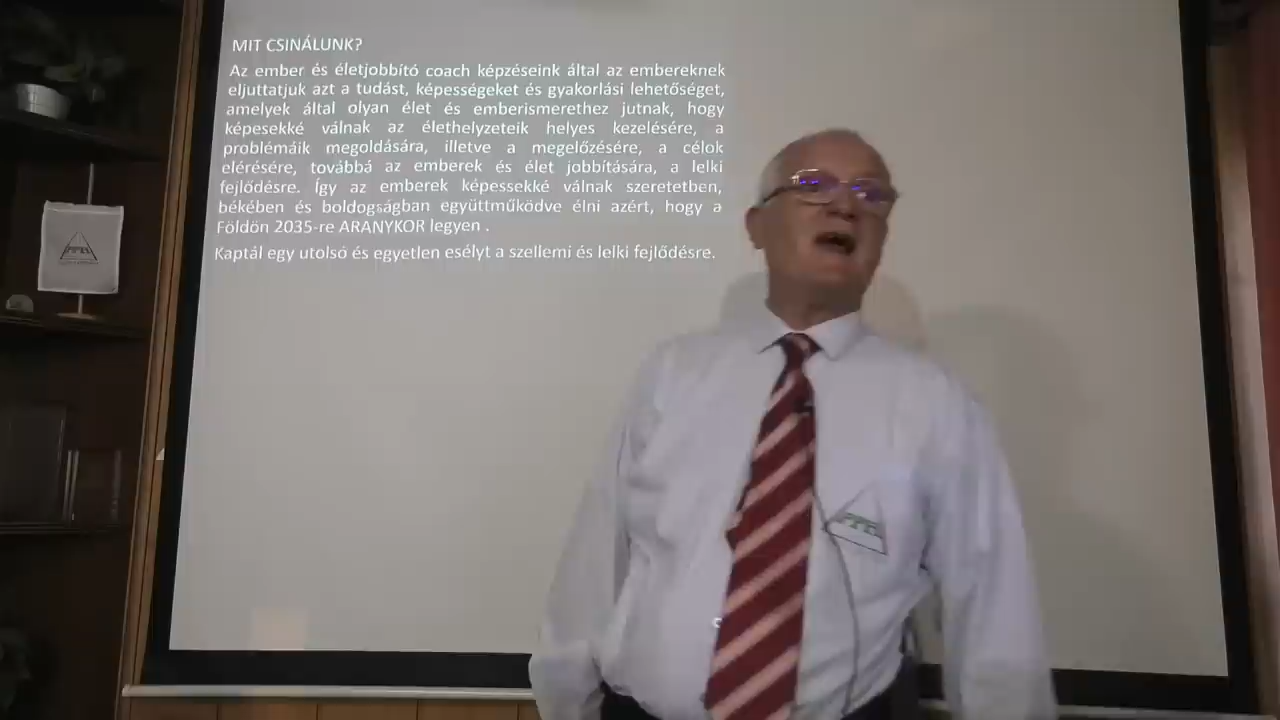 MIT CSINÁLUNK?
Az ember és életjobbító coach képzéseink által az embereknek
eljuttatjuk azt a tudást, képességeket és gyakorlási lehetőséget,
amelyek által olyan élet és emberismerethez jutnak, hogy
képesekké válnak az élethelyzeteik helyes kezelésére, a
problémáik megoldására, illetve a megelőzésére, a célok
elérésére, továbbá az emberek és élet jobbítására, a lelki
fejlődésre. Így az emberek képessekké válnak szeretetben,
békében és boldogságban együttműködve élni azért, hogy a
Földön 2035-re ARANYKOR legyen .
Kaptál egy utolsó és egyetlen esélyt a szellemi és lelki fejlődésre.